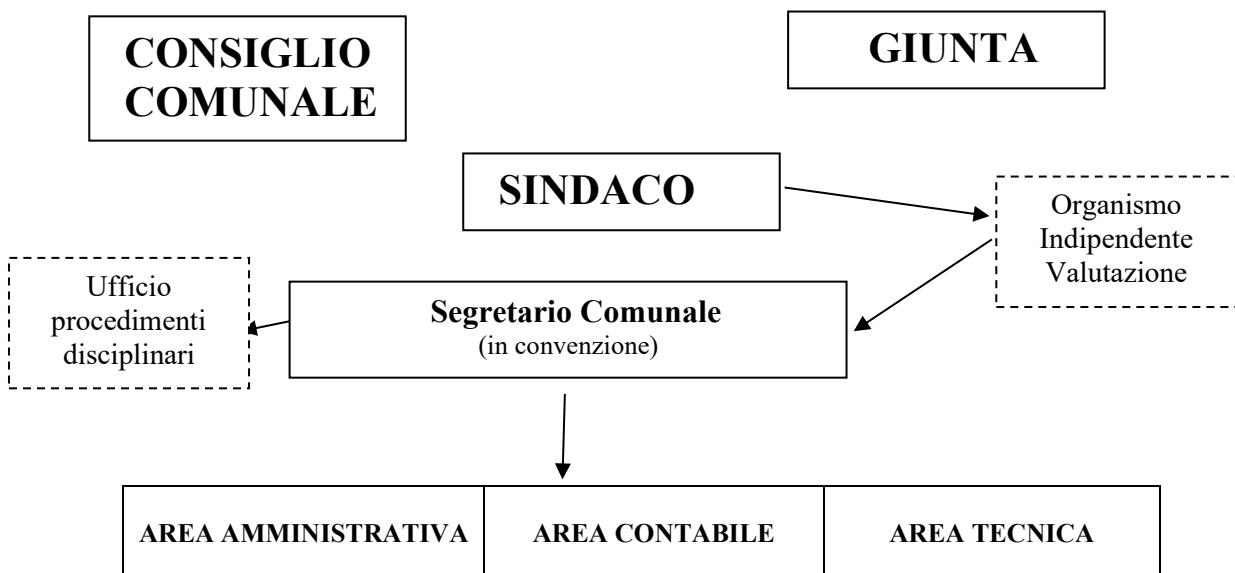 CONSIGLIO
COMUNALE
GIUNTA
SINDACO
Organismo
Indipendente
Valutazione
Ufficio
procedimenti
disciplinari
Segretario Comunale
(in convenzione)
AREA AMMINISTRATIVA
AREA CONTABILE
AREA TECNICA